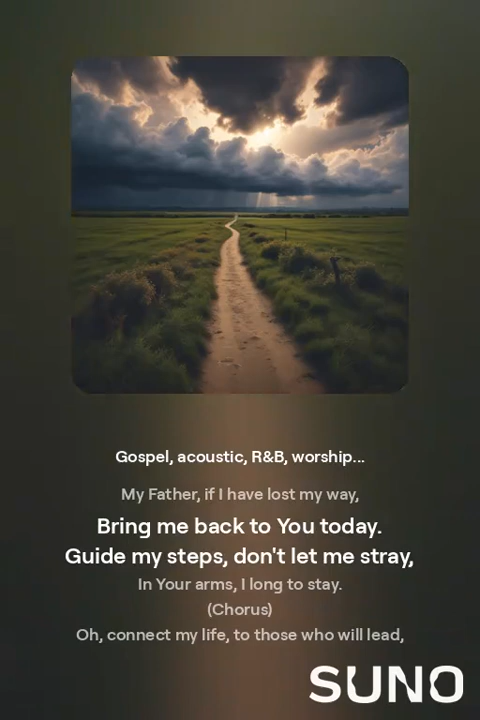 Gospel, acoustic, R&B, worship...
My Father, if I have lost my way,
Bring me back to You today.
Guide my steps, don't let me stray,
In Your arms, I long to stay.
(Chorus)
Oh, connect my life, to those who will lead,
SUNO